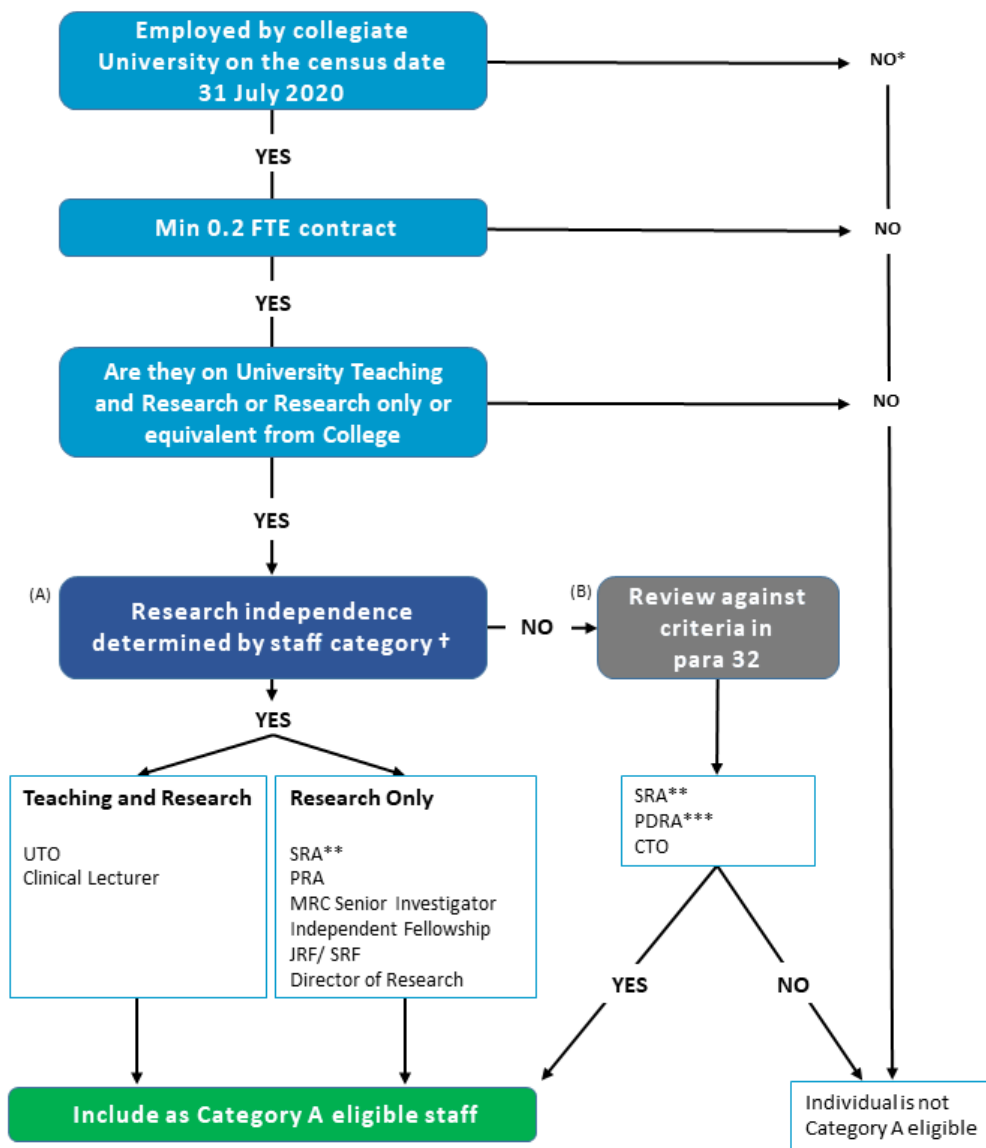 Employed by collegiate
University on the census date
31 July 2020
NO*
YES
Min 0.2 FTE contract
NO
YES
Are they on University Teaching
and Research or Research only or
equivalent from College
NO
YES
(A)
Research independence
determined by staff category †
NO
(B)
Review against
criteria in
para 32
YES
Teaching and Research
UTO
Clinical Lecturer
Research Only
SRA**
PRA
MRC Senior Investigator
Independent Fellowship
JRF/ SRF
Director of Research
SRA**
PDRA***
CTO
YES
NO
Include as Category A eligible staff
Individual is not
Category A eligible